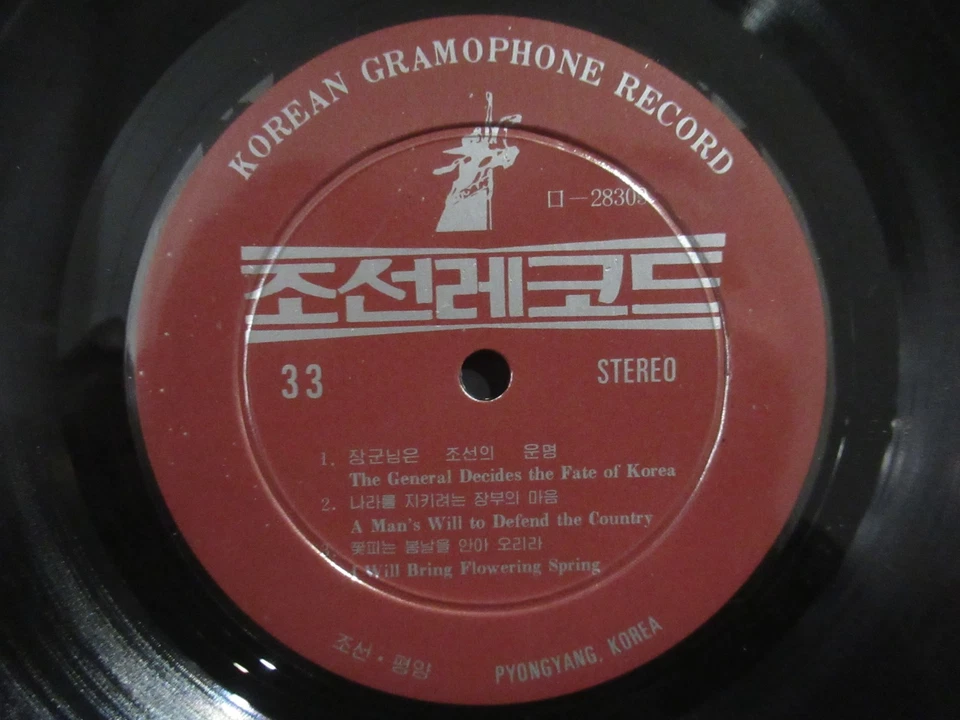 KOREAN GRAMOPHONE RECORD
ㅁ-28303
조선레코드
33
STEREO
1. 장군님은 조선의 운명
The General Decides the Fate of Korea
2. 나라를 지키려는 장부의 마음
A Man's Will to Defend the Country
3. 꽃피는 봄날을 안아 오리라
I Will Bring Flowering Spring
조선·평양
PYONGYANG, KOREA